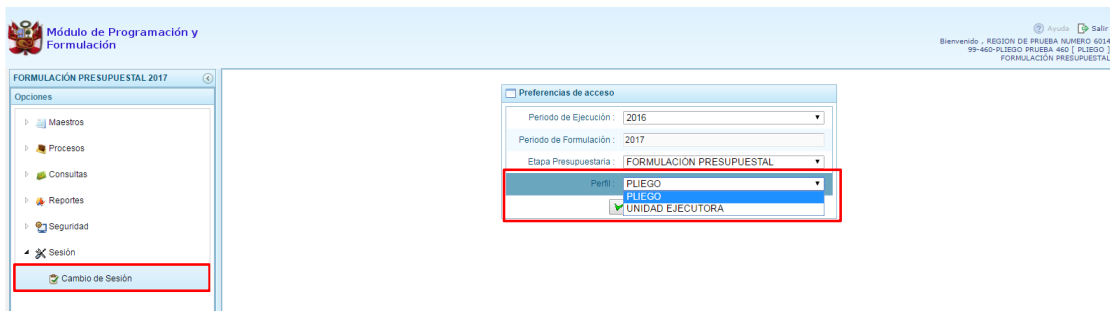 Módulo de Programación y
Formulación
Ayuda Salir
Bienvenido , REGION DE PRUEBA NUMERO 6014
99-460-PLIEGO PRUEBA 460 [ PLIEGO ]
FORMULACIÓN PRESUPUESTAL
FORMULACIÓN PRESUPUESTAL 2017
Opciones
Maestros
Procesos
Consultas
Reportes
Seguridad
Sesión
Cambio de Sesión
Preferencias de acceso
Periodo de Ejecución : 2016
Periodo de Formulación : 2017
Etapa Presupuestaria : FORMULACION PRESUPUESTAL
Perfil : PLIEGO
PLIEGO
UNIDAD EJECUTORA